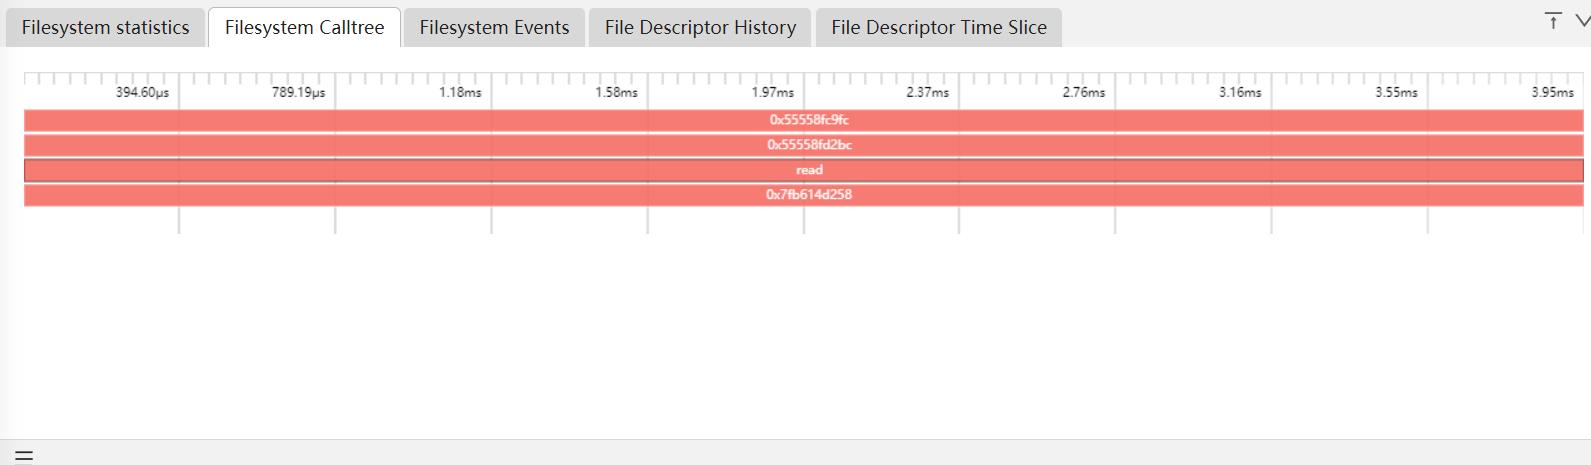 Filesystem statistics Filesystem Calltree Filesystem Events File Descriptor History File Descriptor Time Slice
394.60μs 789.19μs 1.18ms 1.58ms 1.97ms 2.37ms 2.76ms 3.16ms 3.55ms 3.95ms
0x55558fc9fc
0x55558fd2bc
read
0x7fb614d258